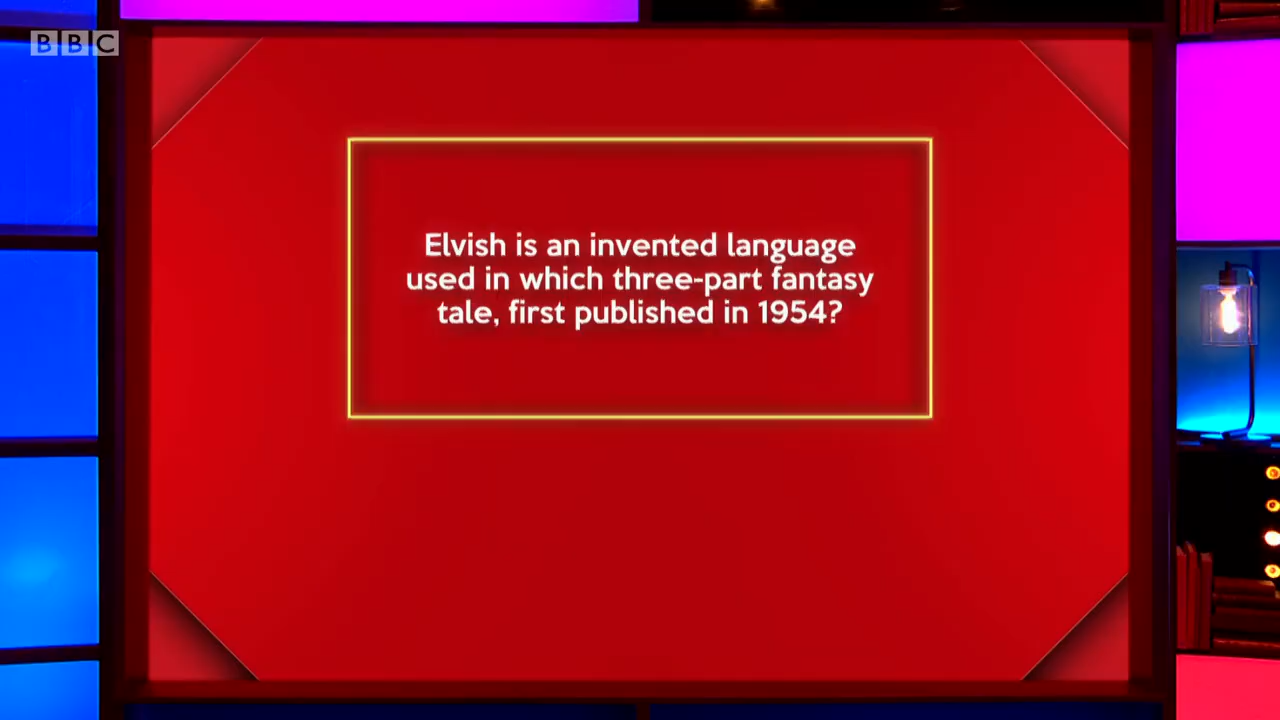 BBC
Elvish is an invented language
used in which three-part fantasy
tale, first published in 1954?